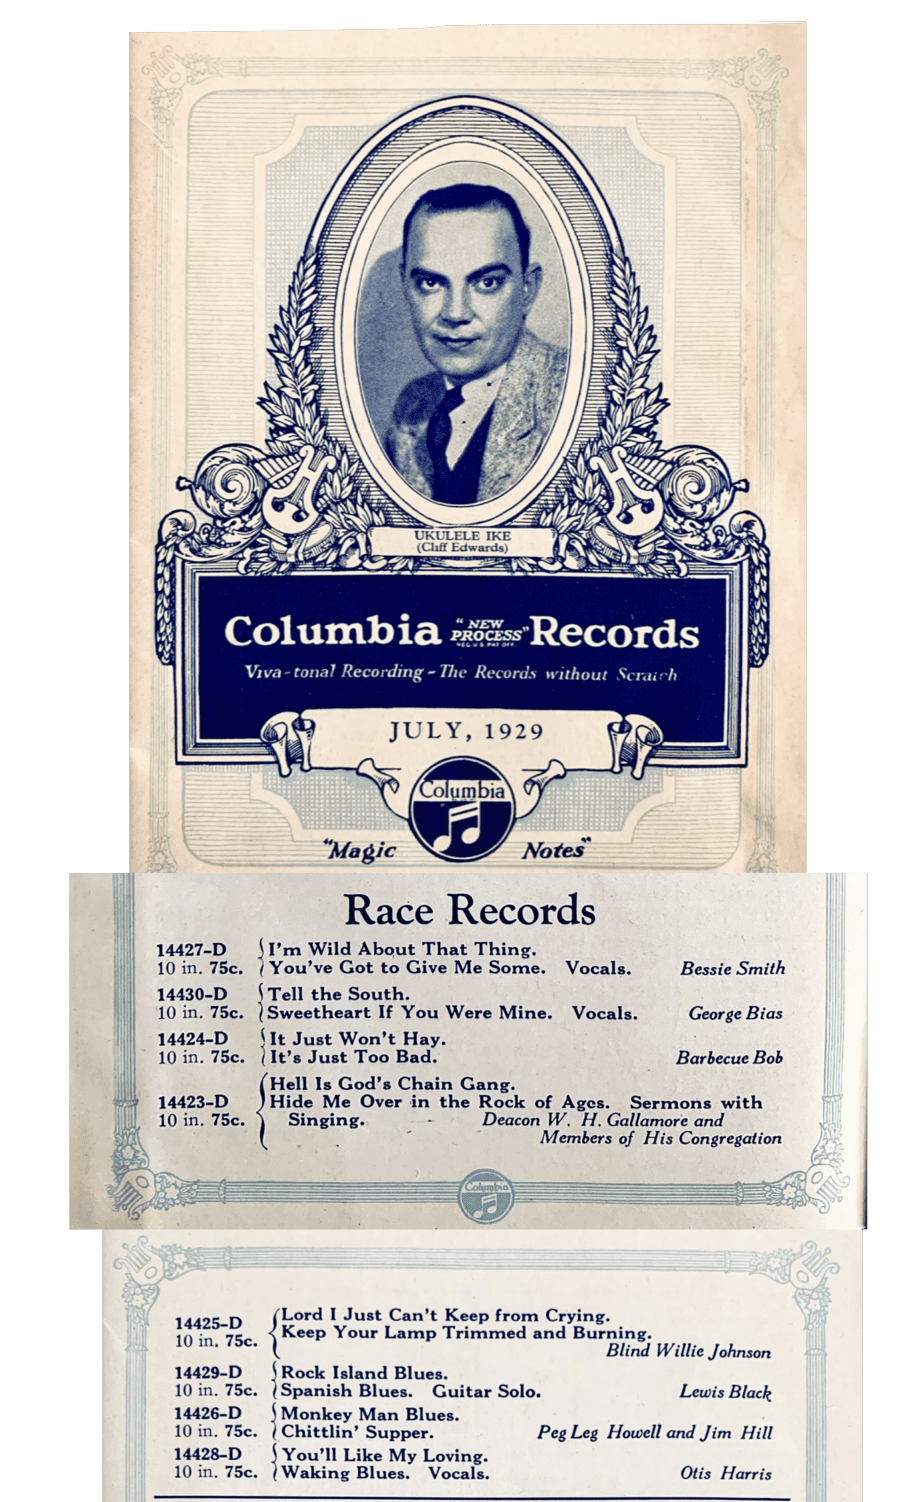 UKULELE IKE
(Cliff Edwards)
Columbia "NEW PROCESS" Records
REG. U.S. PAT. OFF.
Viva-tonal Recording - The Records without Scratch
JULY, 1929
Columbia
"Magic Notes"
Race Records
14427-D I'm Wild About That Thing.
10 in. 75c. You've Got to Give Me Some. Vocals. Bessie Smith
14430-D Tell the South.
10 in. 75c. Sweetheart If You Were Mine. Vocals. George Bias
14424-D It Just Won't Hay.
10 in. 75c. It's Just Too Bad. Barbecue Bob
Hell Is God's Chain Gang.
14423-D Hide Me Over in the Rock of Ages. Sermons with
10 in. 75c. Singing. Deacon W. H. Gallamore and
Members of His Congregation
Columbia
Lord I Just Can't Keep from Crying.
14425-D
Keep Your Lamp Trimmed and Burning.
10 in. 75c.
Blind Willie Johnson
14429-D Rock Island Blues.
10 in. 75c. Spanish Blues. Guitar Solo. Lewis Black
14426-D Monkey Man Blues.
10 in. 75c. Chittlin' Supper. Peg Leg Howell and Jim Hill
14428-D You'll Like My Loving.
10 in. 75c. Waking Blues. Vocals. Otis Harris